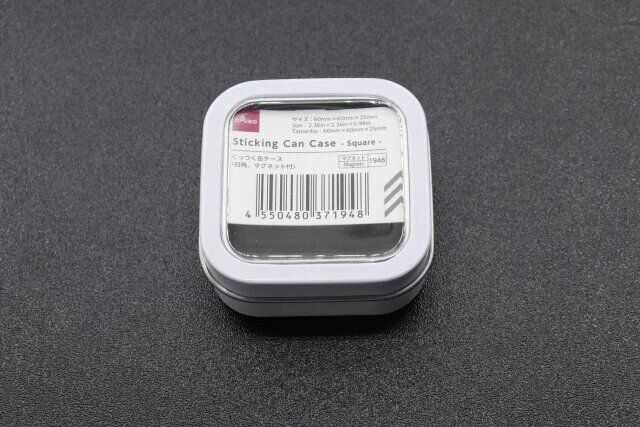 DAISO
サイズ：60mm×60mm×25mm
Size : 2.36in×2.36in×0.98in
Tamanho : 60mm×60mm×25mm
Sticking Can Case - Square -
くっつく缶ケース
(四角、マグネット付)
マグネット
Magnets
1948
4 550480 371948